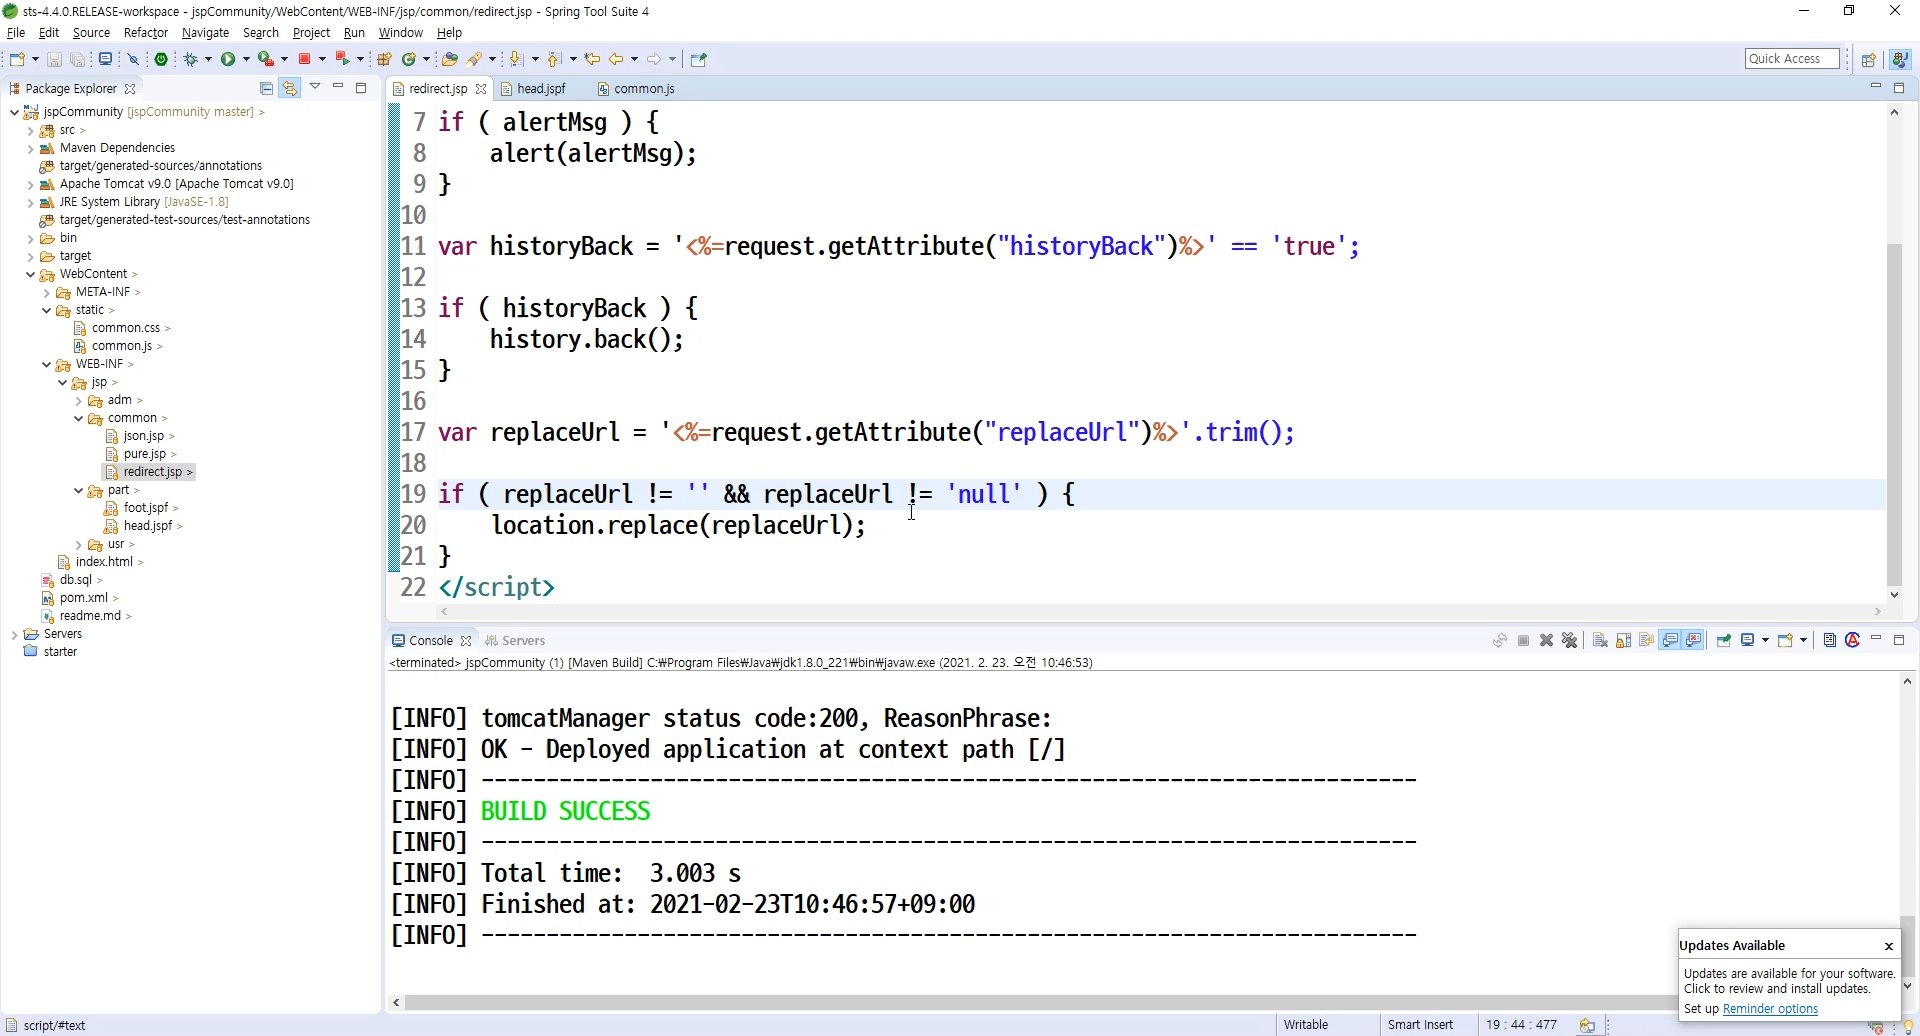 sts-4.4.0.RELEASE-workspace - jspCommunity/WebContent/WEB-INF/jsp/common/redirect.jsp - Spring Tool Suite 4
File Edit Source Refactor Navigate Search Project Run Window Help
Quick Access
Package Explorer
jspCommunity [jspCommunity master] >
src >
Maven Dependencies
target/generated-sources/annotations
Apache Tomcat v9.0 [Apache Tomcat v9.0]
JRE System Library [JavaSE-1.8]
target/generated-test-sources/test-annotations
bin
target
WebContent >
META-INF >
static >
common.css >
common.js >
WEB-INF >
jsp >
adm >
common >
json.jsp >
pure.jsp >
redirect.jsp >
part >
foot.jspf >
head.jspf >
usr >
index.html >
db.sql >
pom.xml >
readme.md >
Servers
starter
redirect.jsp head.jspf common.js
7 if ( alertMsg ) {
8 alert(alertMsg);
9 }
10
11 var historyBack = '<%=request.getAttribute("historyBack")%>' == 'true';
12
13 if ( historyBack ) {
14 history.back();
15 }
16
17 var replaceUrl = '<%=request.getAttribute("replaceUrl")%>'.trim();
18
19 if ( replaceUrl != '' && replaceUrl != 'null' ) {
20 location.replace(replaceUrl);
21 }
22 </script>
Console Servers
<terminated> jspCommunity (1) [Maven Build] C:₩Program Files₩Java₩jdk1.8.0_221₩bin₩javaw.exe (2021. 2. 23. 오전 10:46:53)
[INFO] tomcatManager status code:200, ReasonPhrase:
[INFO] OK - Deployed application at context path [/]
[INFO] ------------------------------------------------------------------------
[INFO] BUILD SUCCESS
[INFO] ------------------------------------------------------------------------
[INFO] Total time:  3.003 s
[INFO] Finished at: 2021-02-23T10:46:57+09:00
[INFO] ------------------------------------------------------------------------
Updates Available
Updates are available for your software.
Click to review and install updates.
Set up Reminder options
script/#text
Writable
Smart Insert
19 : 44 : 477